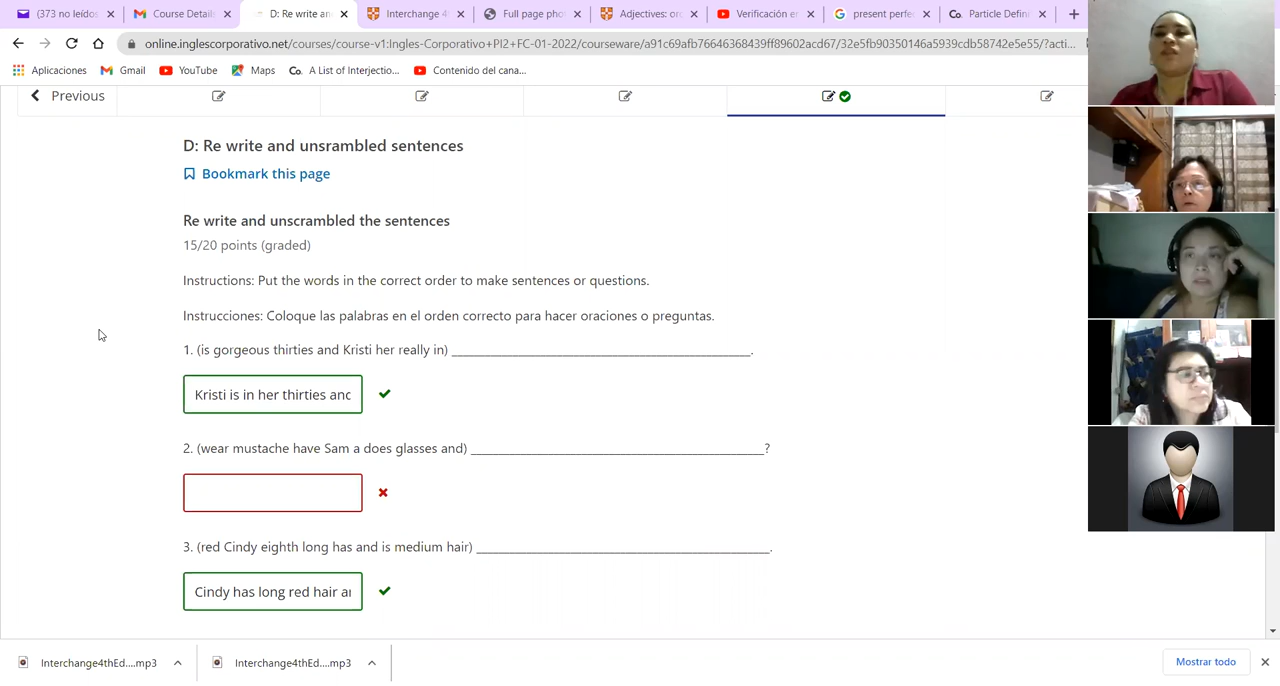 (373 no leídos
Course Details
D: Re write an
Interchange 4
Full page pho
Adjectives: or
Verificación e
present perfe
Particle Defin
online.inglescorporativo.net/courses/course-v1:Ingles-Corporativo+PI2+FC-01-2022/courseware/a91c69afb76646368439ff89602acd67/32e5fb90350146a5939cdb58742e5e55/?acti...
Aplicaciones
Gmail
YouTube
Maps
Co. A List of Interjectio...
Contenido del cana...
Previous
D: Re write and unsrambled sentences
Bookmark this page
Re write and unscrambled the sentences
15/20 points (graded)
Instructions: Put the words in the correct order to make sentences or questions.
Instrucciones: Coloque las palabras en el orden correcto para hacer oraciones o preguntas.
1. (is gorgeous thirties and Kristi her really in) ______________________________________.
Kristi is in her thirties and
2. (wear mustache have Sam a does glasses and) ______________________________________?
3. (red Cindy eighth long has and is medium hair) ______________________________________.
Cindy has long red hair a
Interchange4thEd....mp3
Interchange4thEd....mp3
Mostrar todo